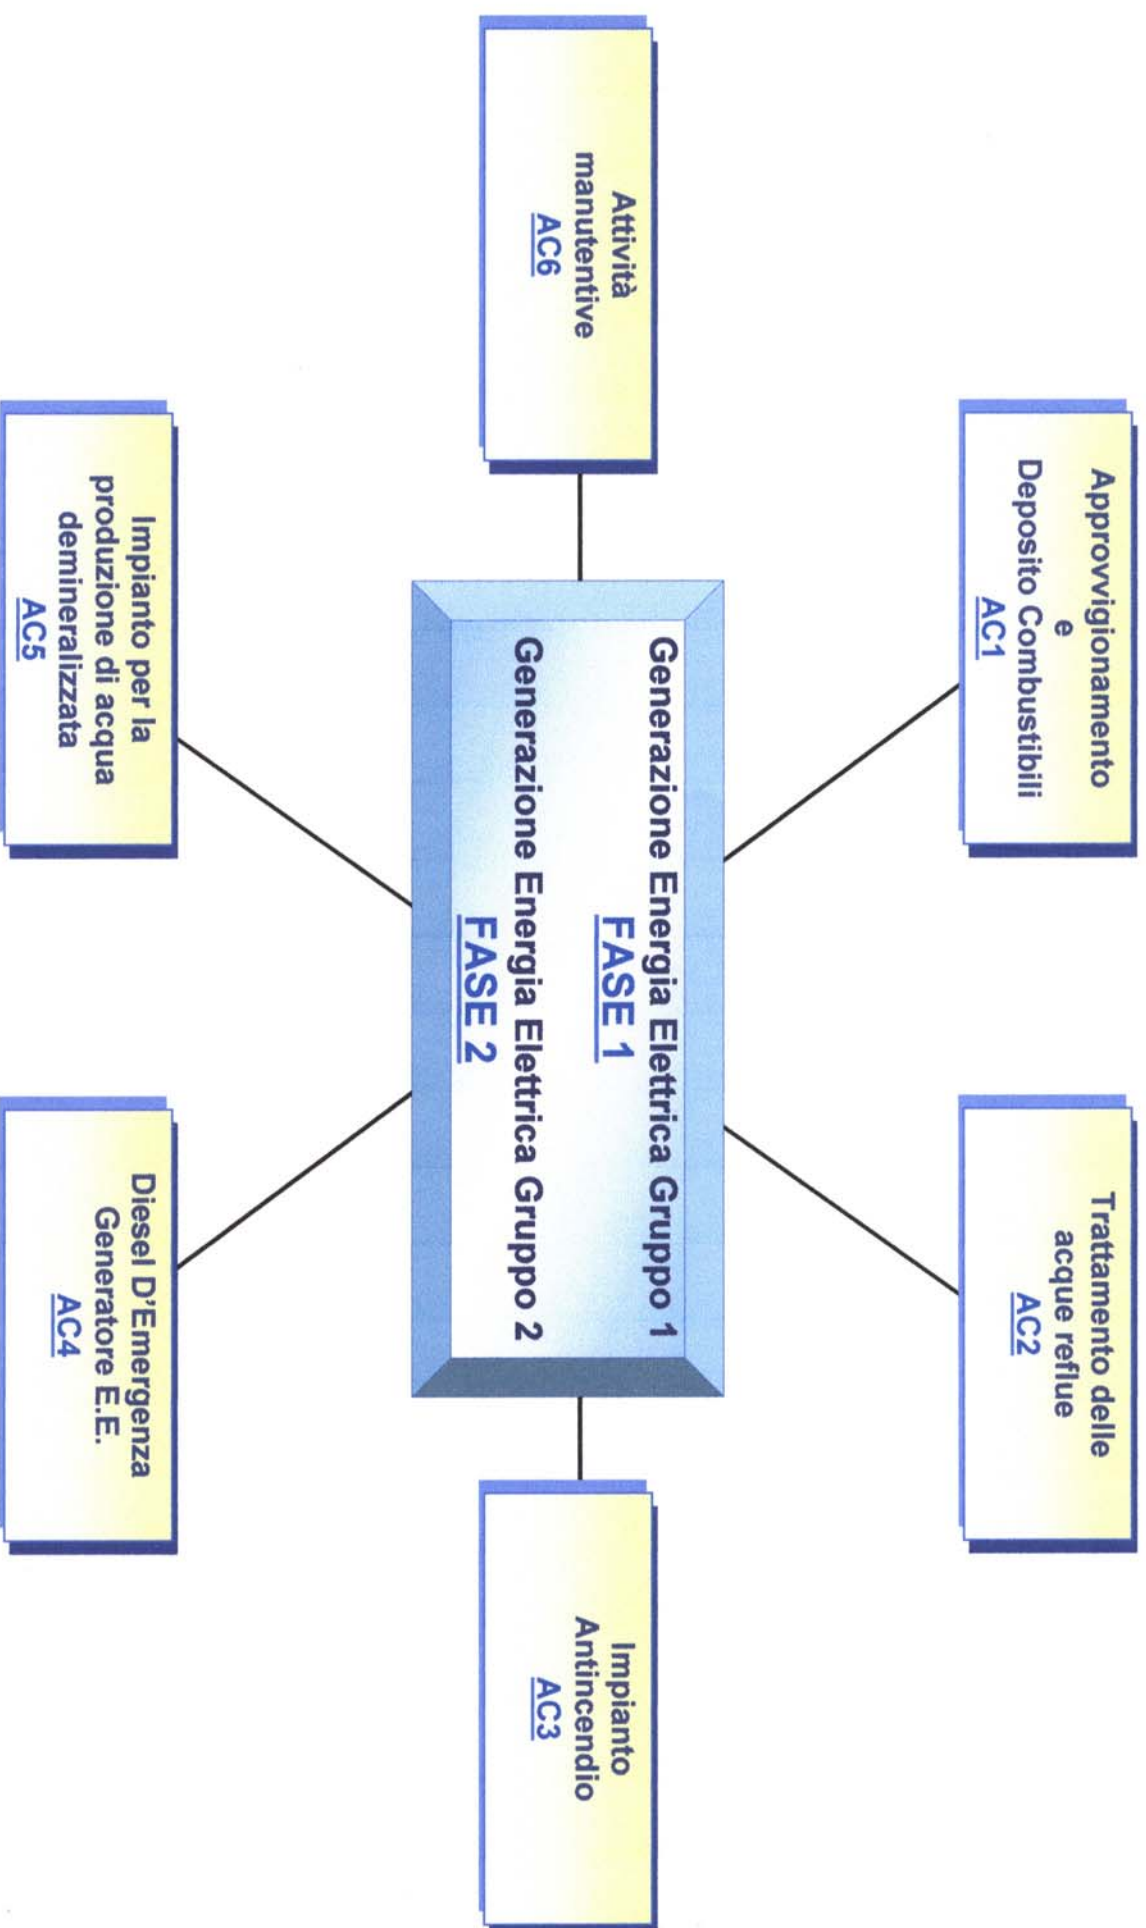 Approvvigionamento
e
Deposito Combustibili
AC1
Trattamento delle
acque reflue
AC2
Attività
manutentive
AC6
Generazione Energia Elettrica Gruppo 1
FASE 1
Generazione Energia Elettrica Gruppo 2
FASE 2
Impianto
Antincendio
AC3
Impianto per la
produzione di acqua
demineralizzata
AC5
Diesel D'Emergenza
Generatore E.E.
AC4